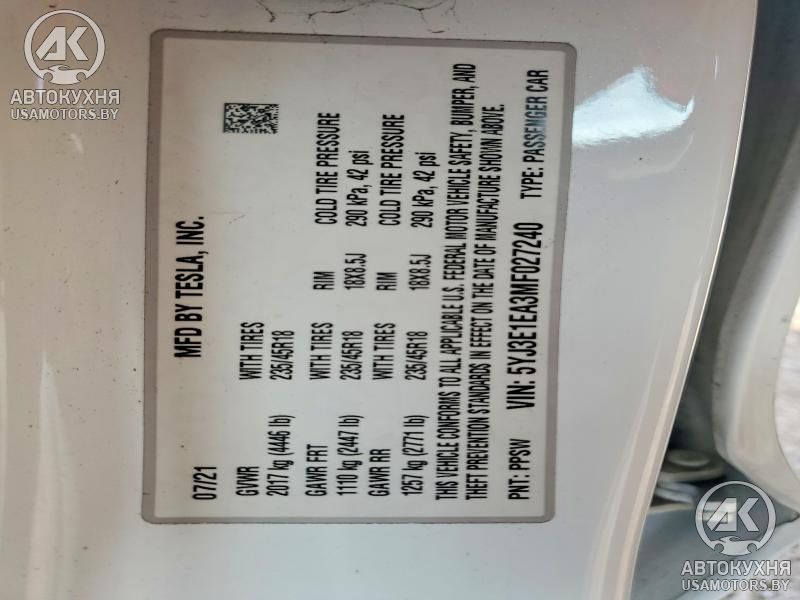 AK
АВТОКУХНЯ
USAMOTORS.BY
07/21 MFD BY TESLA, INC.
GVWR WITH TIRES RIM COLD TIRE PRESSURE
2017 kg (4446 lb) 235/45R18 18X8.5J 290 kPa, 42 psi
GAWR FRT WITH TIRES RIM COLD TIRE PRESSURE
1110 kg (2447 lb) 235/45R18 18X8.5J 290 kPa, 42 psi
GAWR RR
1257 kg (2771 lb)
THIS VEHICLE CONFORMS TO ALL APPLICABLE U.S. FEDERAL MOTOR VEHICLE SAFETY, BUMPER, AND
THEFT PREVENTION STANDARDS IN EFFECT ON THE DATE OF MANUFACTURE SHOWN ABOVE.
PNT: PPSW VIN: 5YJ3E1EA3MF027240 TYPE: PASSENGER CAR
AK
АВТОКУХНЯ
USAMOTORS.BY